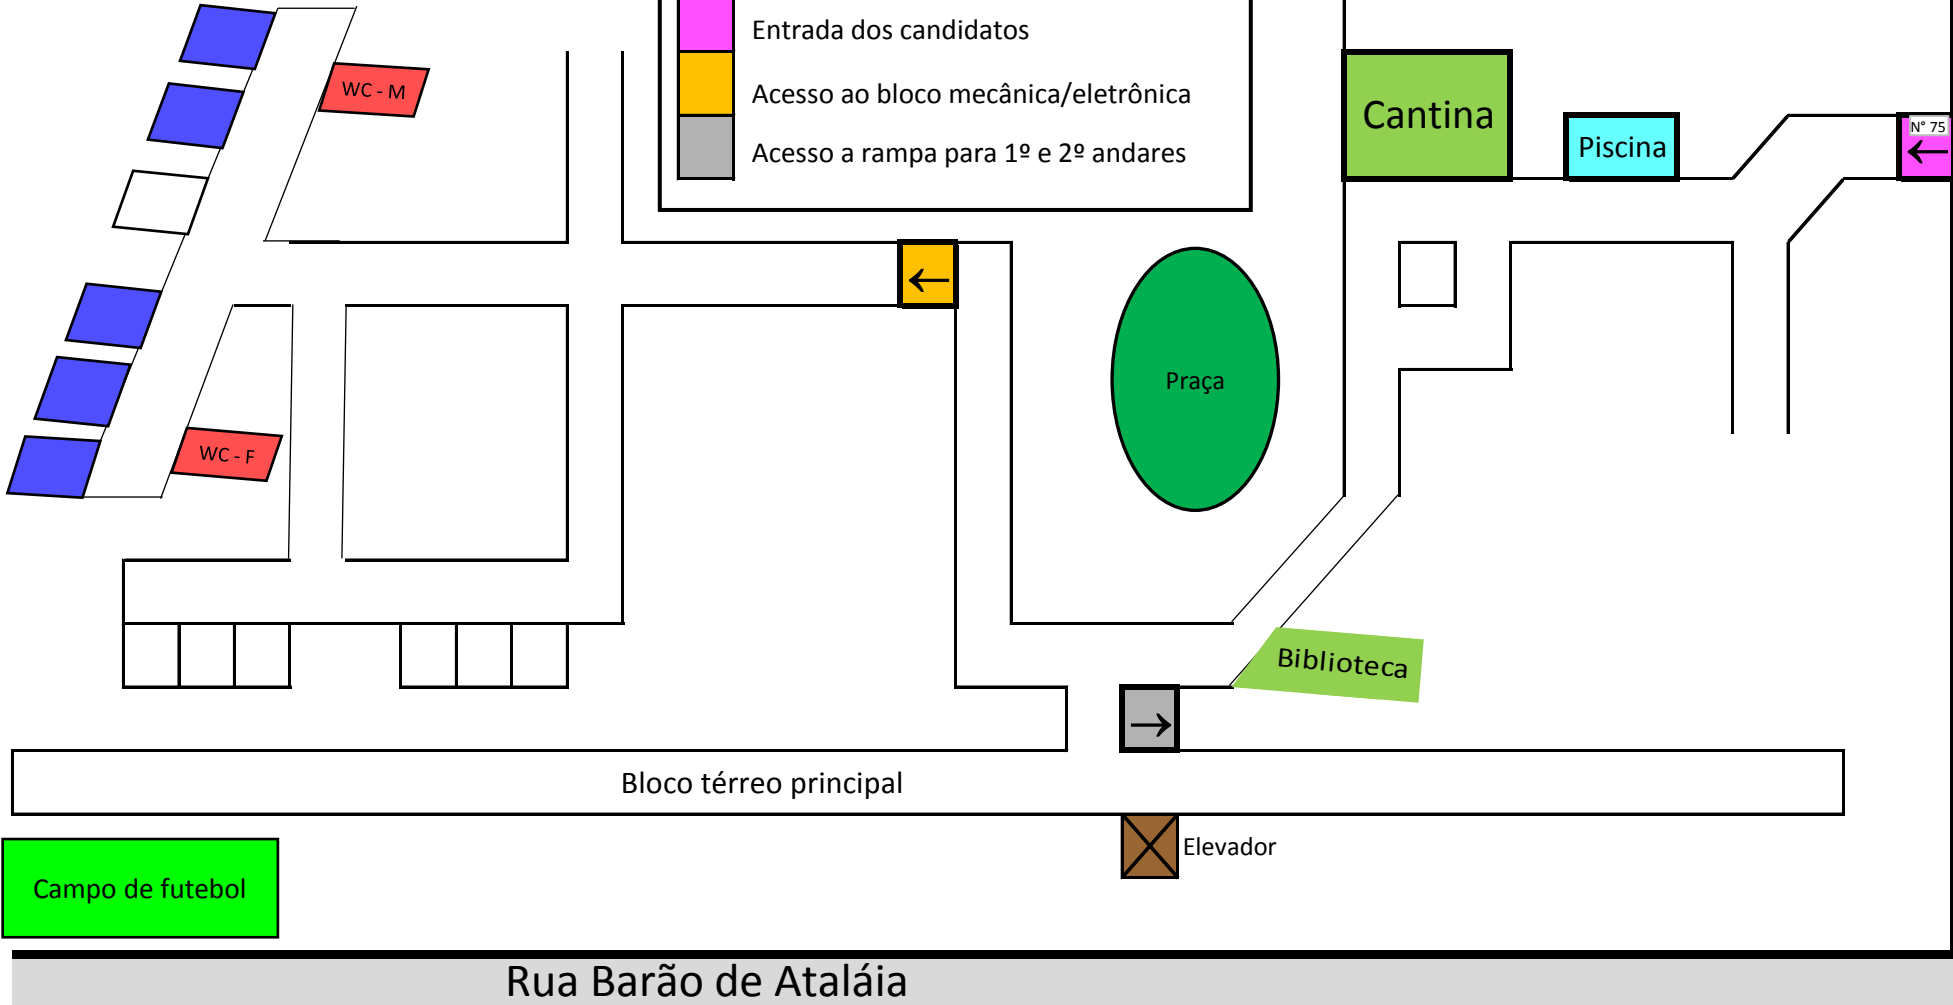 Entrada dos candidatos
WC - M
Acesso ao bloco mecânica/eletrônica
Cantina
N° 75
Acesso a rampa para 1º e 2º andares
Piscina
←
←
Praça
WC - F
Biblioteca
→
Bloco térreo principal
Elevador
Campo de futebol
Rua Barão de Ataláia